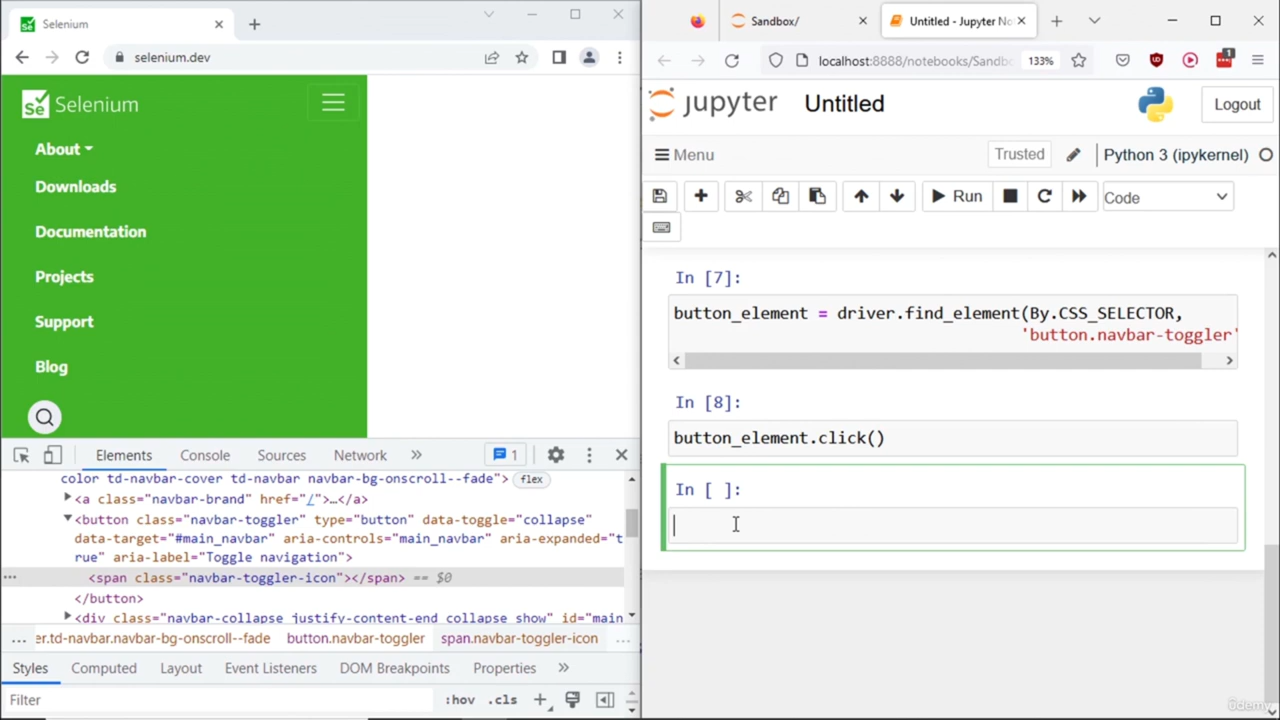 Selenium
selenium.dev
Se Selenium
About
Downloads
Documentation
Projects
Support
Blog
Elements Console Sources Network » 1
color td-navbar-cover td-navbar td-navbar-bg-onscroll--fade"> flex
<a class="navbar-brand" href="/">…</a>
<button class="navbar-toggler" type="button" data-toggle="collapse"
data-target="#main_navbar" aria-controls="main_navbar" aria-expanded="t
rue" aria-label="Toggle navigation">
<span class="navbar-toggler-icon"></span> == $0
</button>
<div class="navbar-collapse justify-content-end collapse show" id="main
... er.td-navbar.navbar-bg-onscroll--fade button.navbar-toggler span.navbar-toggler-icon ...
Styles Computed Layout Event Listeners DOM Breakpoints Properties »
Filter :hov .cls +
Sandbox/
Untitled - Jupyter No
localhost:8888/notebooks/Sandb 133% 1
jupyter Untitled Logout
Menu Trusted Python 3 (ipykernel)
Run Code
In [7]:
button_element = driver.find_element(By.CSS_SELECTOR,
'button.navbar-toggler'
In [8]:
button_element.click()
In [ ]:
ûdemy